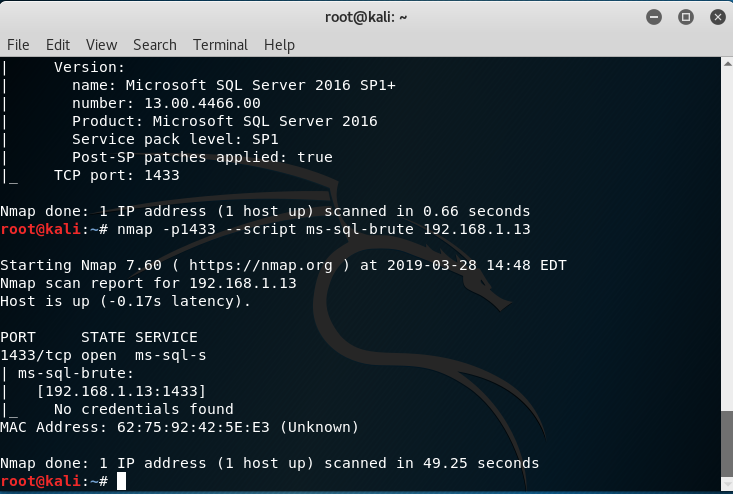 root@kali: ~
File Edit View Search Terminal Help
|     Version:
|       name: Microsoft SQL Server 2016 SP1+
|       number: 13.00.4466.00
|       Product: Microsoft SQL Server 2016
|       Service pack level: SP1
|       Post-SP patches applied: true
|_    TCP port: 1433

Nmap done: 1 IP address (1 host up) scanned in 0.66 seconds
root@kali:~# nmap -p1433 --script ms-sql-brute 192.168.1.13

Starting Nmap 7.60 ( https://nmap.org ) at 2019-03-28 14:48 EDT
Nmap scan report for 192.168.1.13
Host is up (-0.17s latency).

PORT     STATE SERVICE
1433/tcp open  ms-sql-s
| ms-sql-brute:
|   [192.168.1.13:1433]
|_    No credentials found
MAC Address: 62:75:92:42:5E:E3 (Unknown)

Nmap done: 1 IP address (1 host up) scanned in 49.25 seconds
root@kali:~#